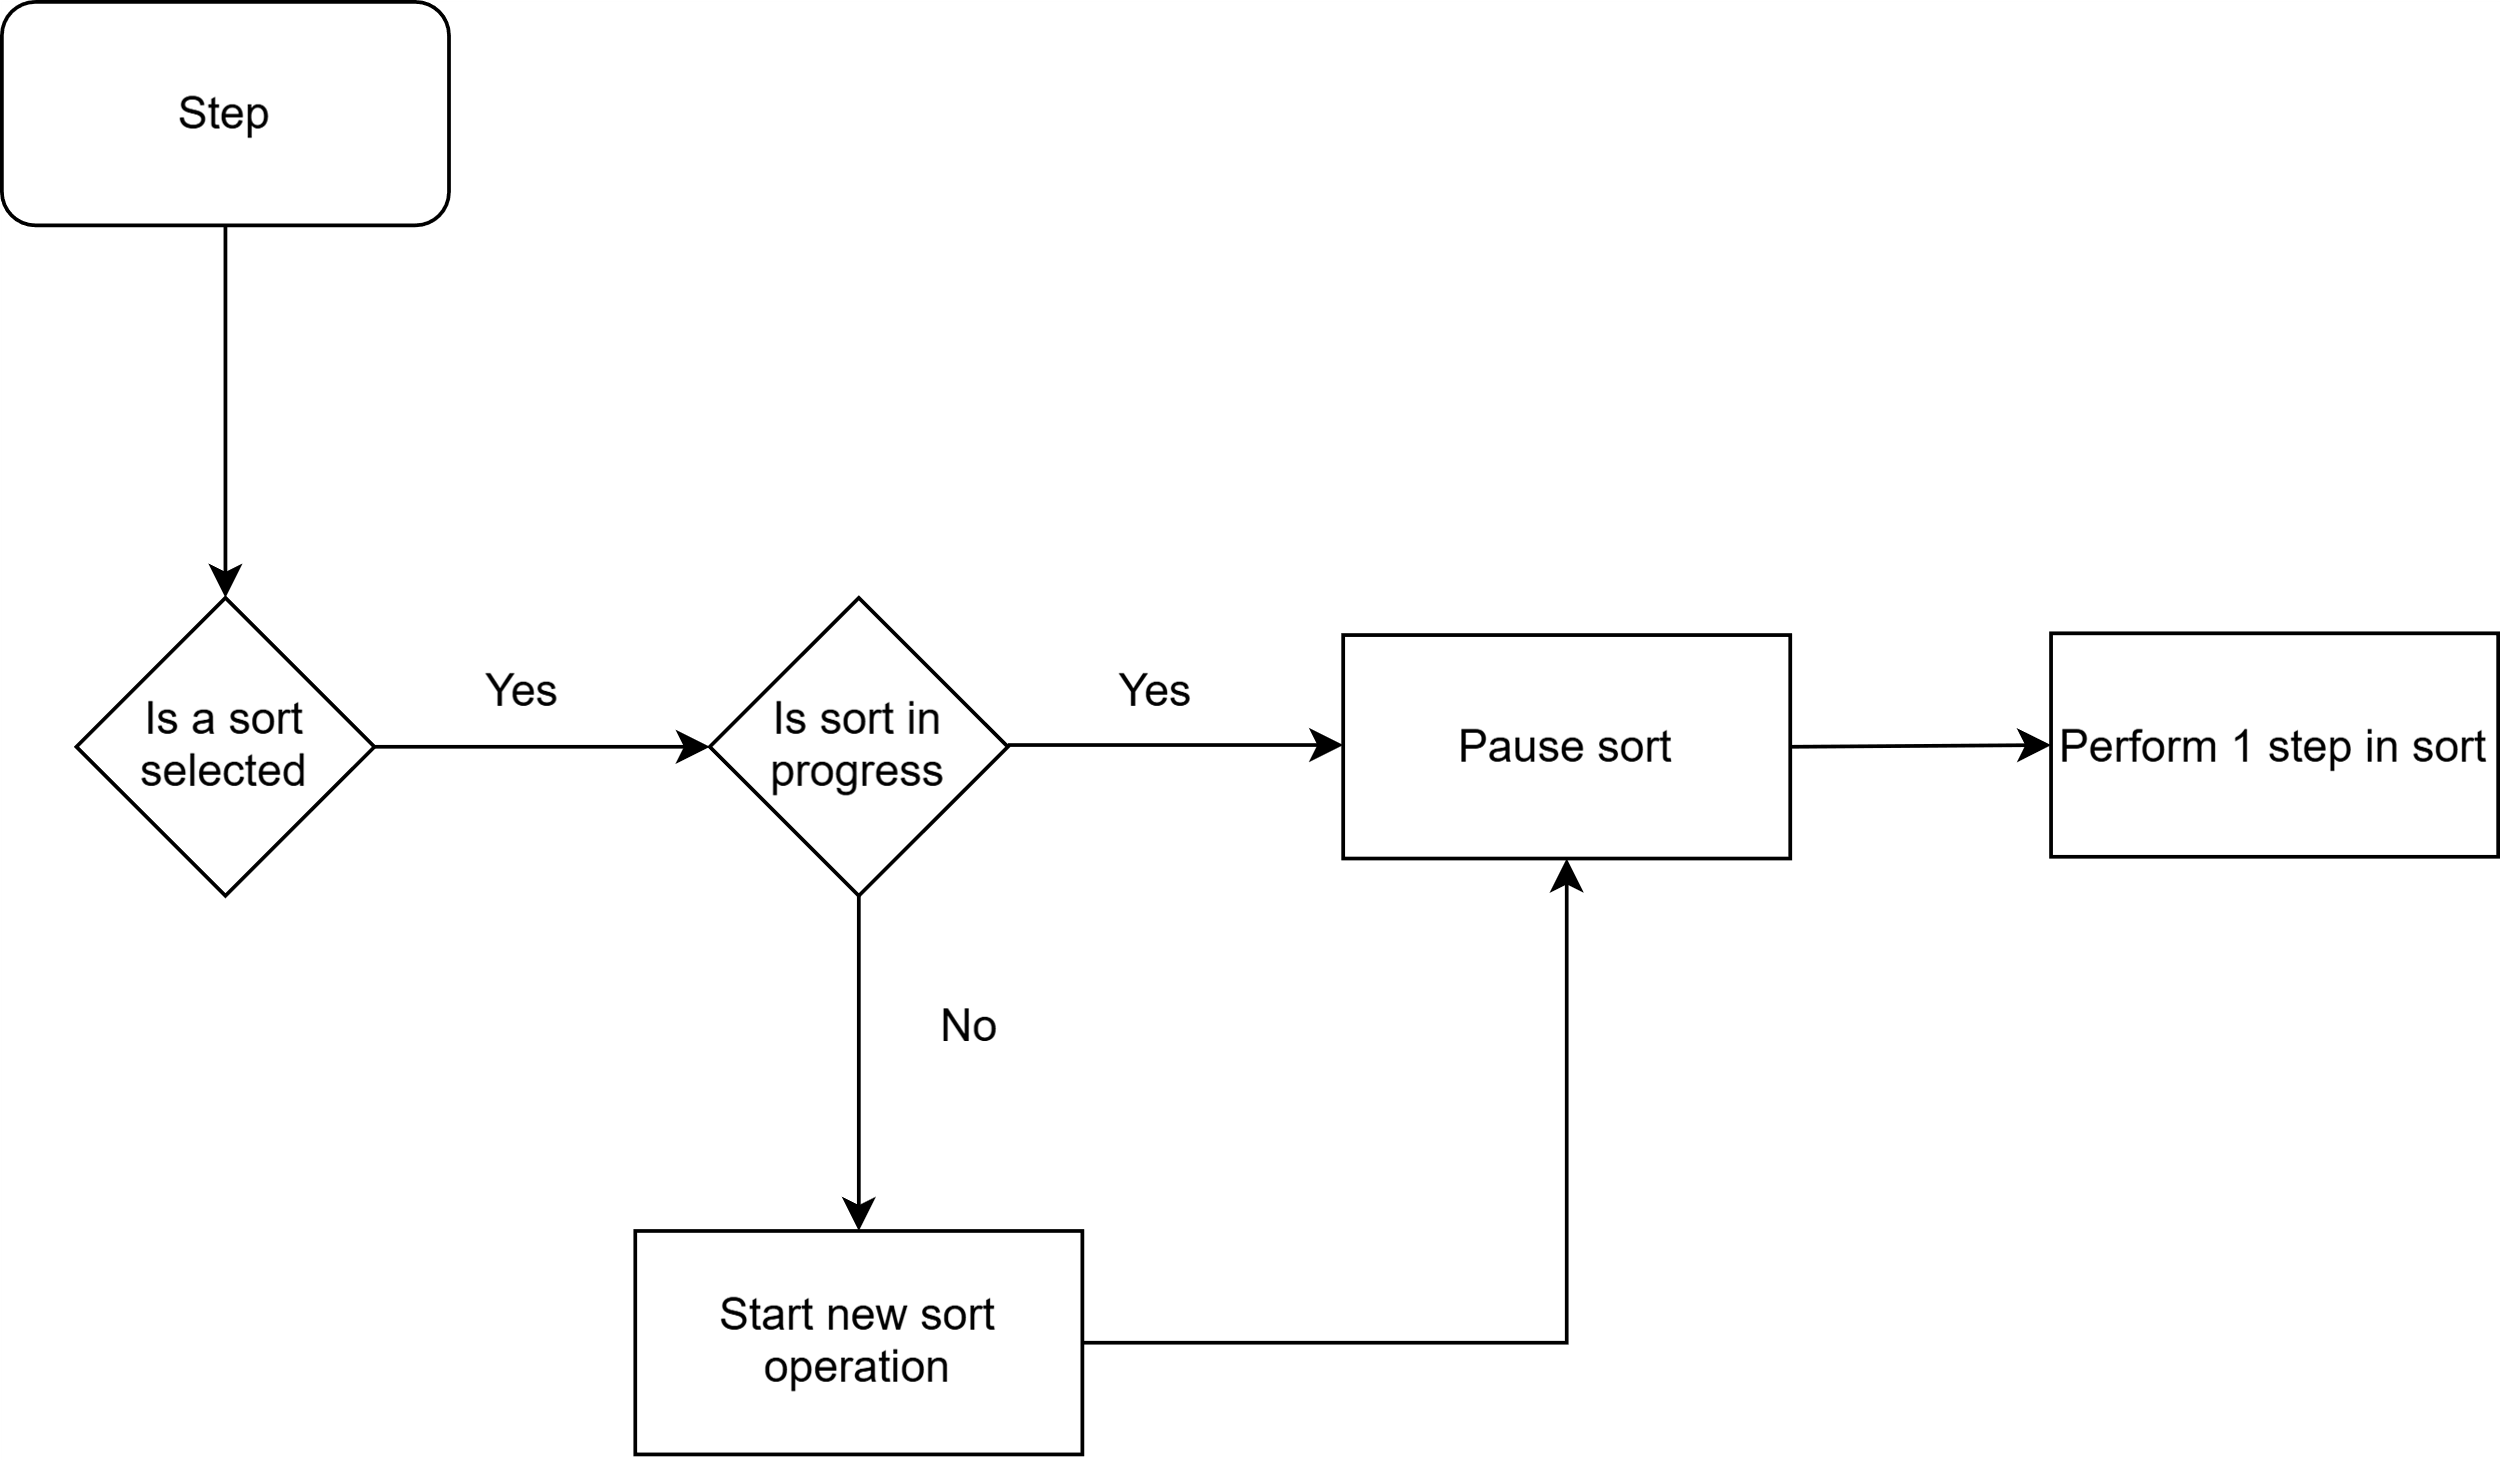 Step
Is a sort
selected
Yes
Is sort in
progress
Yes
Pause sort
Perform 1 step in sort
No
Start new sort
operation